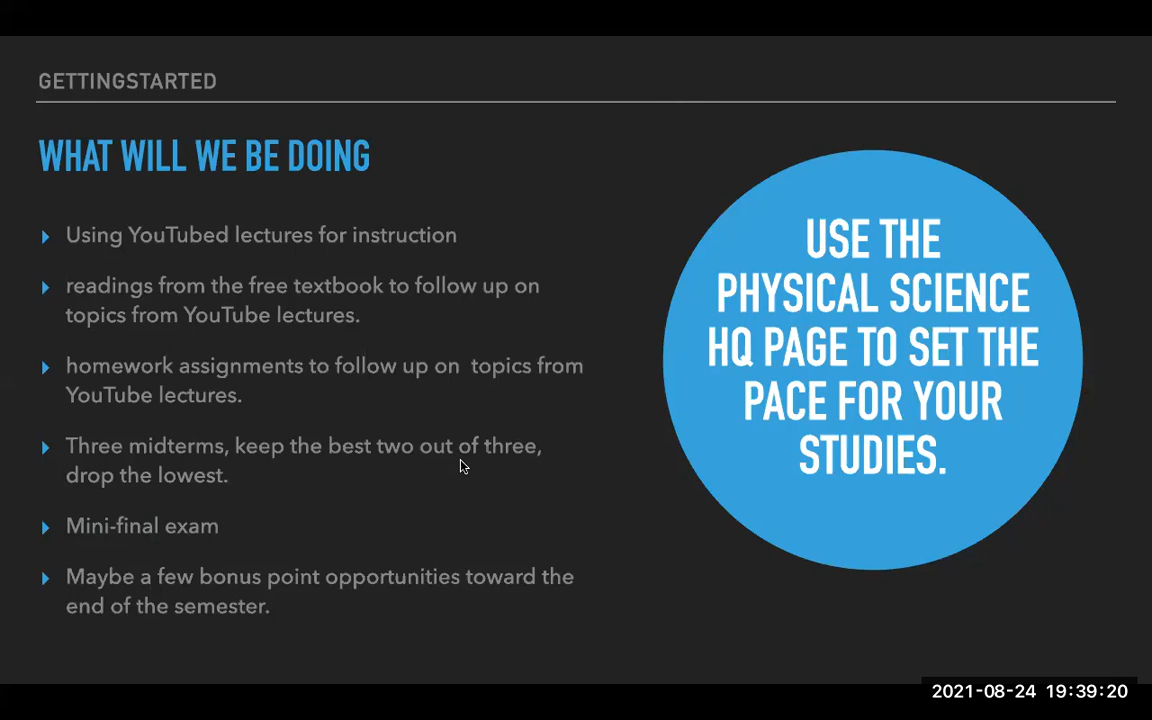 GETTINGSTARTED
WHAT WILL WE BE DOING
Using YouTubed lectures for instruction
readings from the free textbook to follow up on
topics from YouTube lectures.
homework assignments to follow up on  topics from
YouTube lectures.
Three midterms, keep the best two out of three,
drop the lowest.
Mini-final exam
Maybe a few bonus point opportunities toward the
end of the semester.
USE THE
PHYSICAL SCIENCE
HQ PAGE TO SET THE
PACE FOR YOUR
STUDIES.
2021-08-24 19:39:20